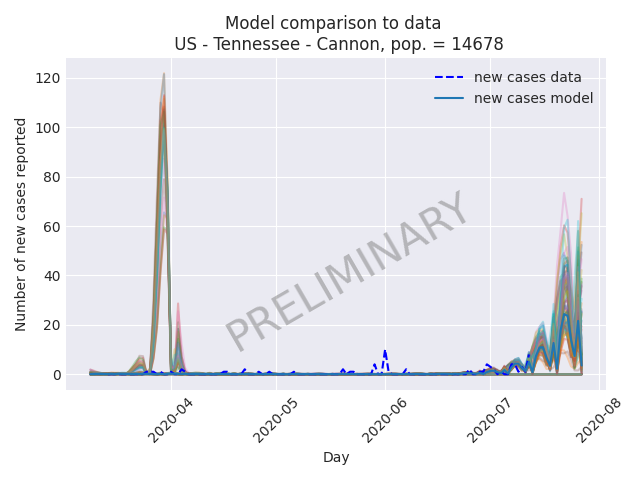 Model comparison to data
US - Tennessee - Cannon, pop. = 14678
new cases data
new cases model
Number of new cases reported
120
100
80
60
40
20
0
PRELIMINARY
2020-04
2020-05
2020-06
2020-07
2020-08
Day